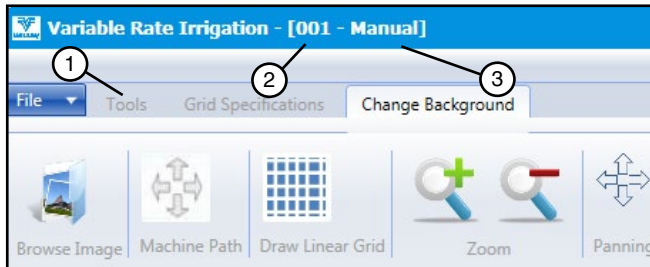 VALLEY Variable Rate Irrigation - [001 - Manual]
1 2 3
File Tools Grid Specifications Change Background
Browse Image Machine Path Draw Linear Grid Zoom Panning